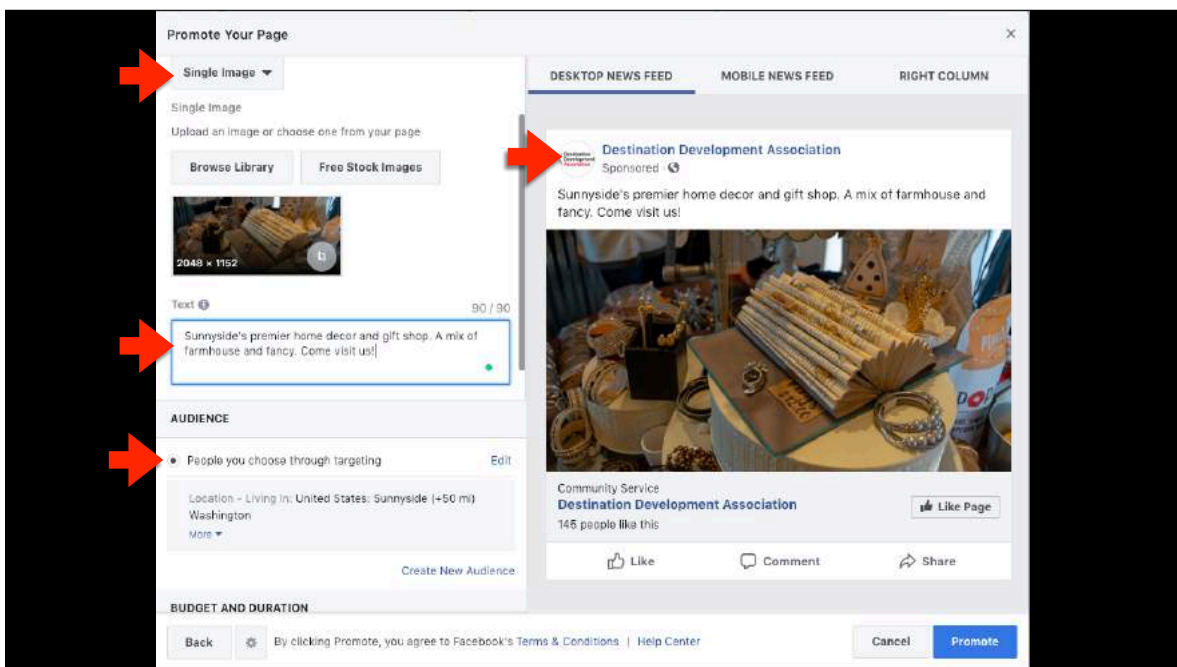 Promote Your Page
×
Single Image
Single Image
Upload an image or choose one from your page
Browse Library
Free Stock Images
2048 × 1152
Text
90 / 90
Sunnyside's premier home decor and gift shop. A mix of
farmhouse and fancy. Come visit us!
AUDIENCE
People you choose through targeting
Edit
Location - Living In: United States: Sunnyside (+50 mi)
Washington
More
Create New Audience
BUDGET AND DURATION
DESKTOP NEWS FEED
MOBILE NEWS FEED
RIGHT COLUMN
Destination
Development
Association
Destination Development Association
Sponsored ·
Sunnyside's premier home decor and gift shop. A mix of farmhouse and
fancy. Come visit us!
Community Service
Destination Development Association
145 people like this
Like Page
Like
Comment
Share
Back
By clicking Promote, you agree to Facebook's Terms & Conditions | Help Center
Cancel
Promote